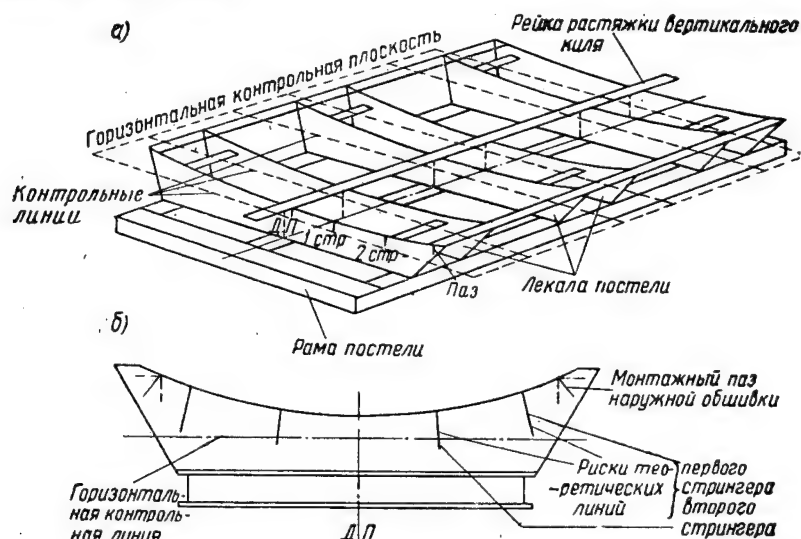 а)
Рейка растяжки вертикального
киля
Горизонтальная контрольная плоскость
Контрольные
линии
ДП
1 стр
2 стр
Паз
Лекала постели
Рама постели
б)
Монтажный паз
наружной обшивки
Риски тео-
-ретических
линий
первого
стрингера
второго
стрингера
Горизонталь-
ная контроль-
ная линия
ДП